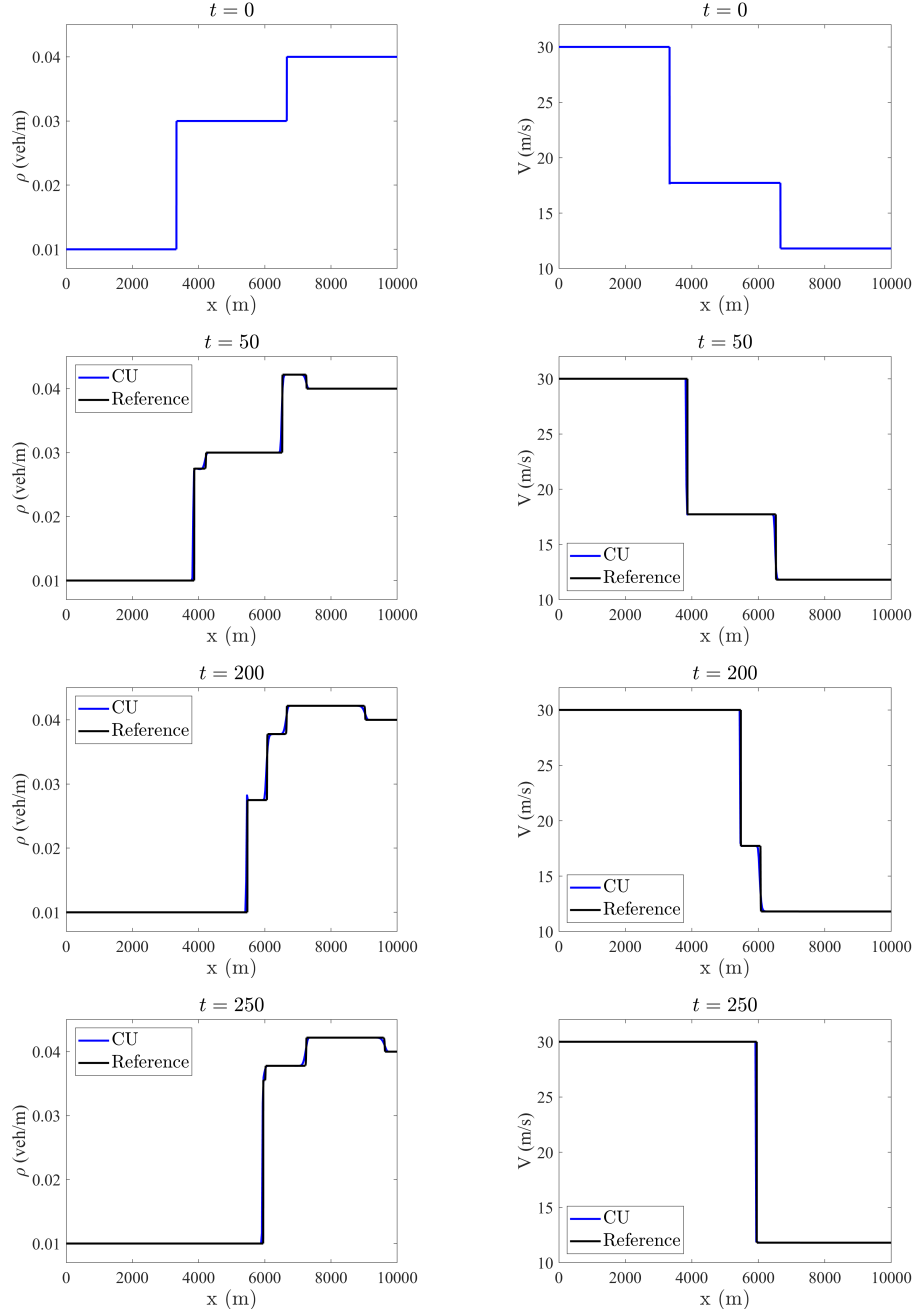 t = 0
0.04
0.03
0.02
0.01
ρ (veh/m)
0 2000 4000 6000 8000 10000
x (m)
t = 0
30
25
20
15
10
V (m/s)
0 2000 4000 6000 8000 10000
x (m)
t = 50
CU
Reference
0.04
0.03
0.02
0.01
ρ (veh/m)
0 2000 4000 6000 8000 10000
x (m)
t = 50
30
25
20
15
10
V (m/s)
CU
Reference
0 2000 4000 6000 8000 10000
x (m)
t = 200
CU
Reference
0.04
0.03
0.02
0.01
ρ (veh/m)
0 2000 4000 6000 8000 10000
x (m)
t = 200
30
25
20
15
10
V (m/s)
CU
Reference
0 2000 4000 6000 8000 10000
x (m)
t = 250
CU
Reference
0.04
0.03
0.02
0.01
ρ (veh/m)
0 2000 4000 6000 8000 10000
x (m)
t = 250
30
25
20
15
10
V (m/s)
CU
Reference
0 2000 4000 6000 8000 10000
x (m)